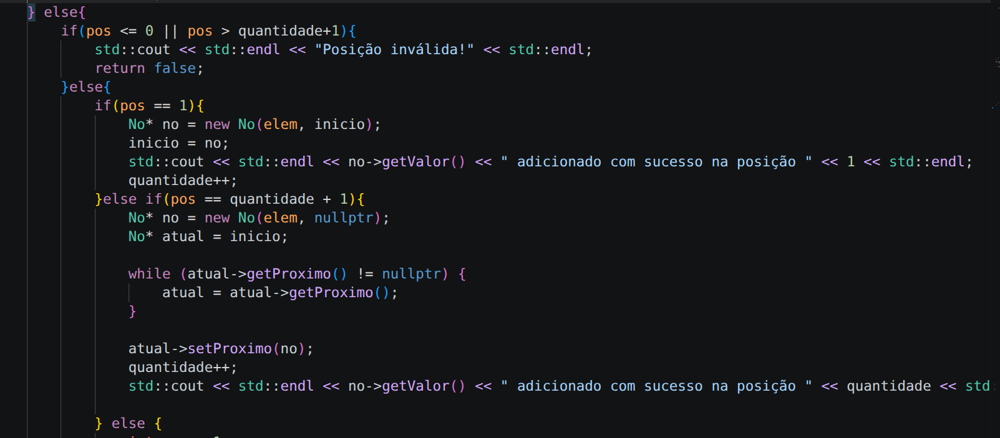 } else{
if(pos <= 0 || pos > quantidade+1){
std::cout << std::endl << "Posição inválida!" << std::endl;
return false;
}else{
if(pos == 1){
No* no = new No(elem, inicio);
inicio = no;
std::cout << std::endl << no->getValor() << " adicionado com sucesso na posição " << 1 << std::endl;
quantidade++;
}else if(pos == quantidade + 1){
No* no = new No(elem, nullptr);
No* atual = inicio;
while (atual->getProximo() != nullptr) {
atual = atual->getProximo();
}
atual->setProximo(no);
quantidade++;
std::cout << std::endl << no->getValor() << " adicionado com sucesso na posição " << quantidade << std
} else {